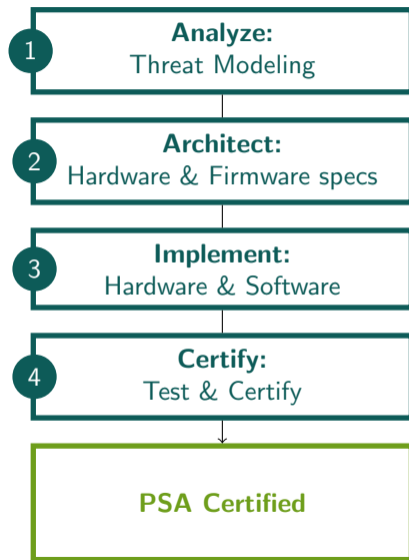 1
Analyze:
Threat Modeling
2
Architect:
Hardware & Firmware specs
3
Implement:
Hardware & Software
4
Certify:
Test & Certify
PSA Certified